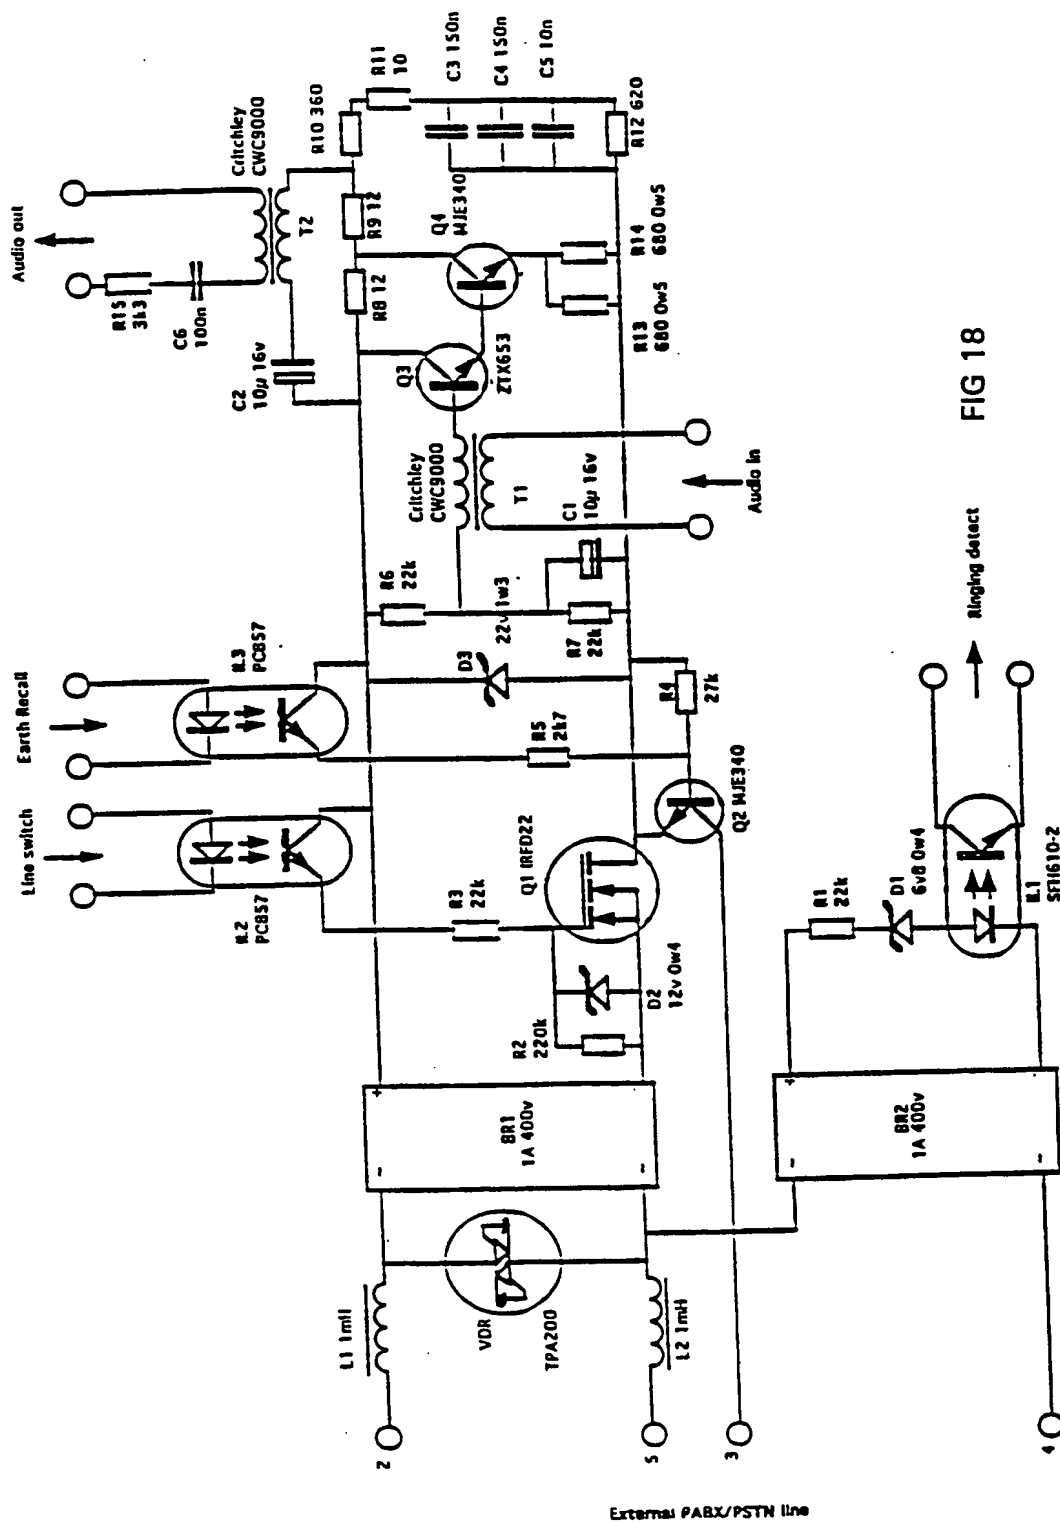 External PABX/PSTN line
2
5
3
4
L1 1mH
VDR
TPA200
L2 1mH
-
+
BR1
1A 400v
-
-
-
+
BR2
1A 400v
-
-
Line switch
IL2
PC857
Earth Recall
IL3
PC857
R2
220k
D2
12v 0w4
R3
22k
Q1 IRFD22
R5
2k7
Q2 MJE340
R4
27k
D3
22v 1w3
R6
22k
R7
22k
C1
10µ 16v
Critchley
CWC9000
T1
Audio in
Q3
ZTX653
Q4
MJE340
R8 12
R9 12
C2
10µ 16v
Audio out
R15
3k3
C6
100n
Critchley
CWC9000
T2
R10 360
R11
10
C3 150n
C4 150n
C5 10n
R12 620
R13
680 0w5
R14
680 0w5
R1
22k
D1
6v8 0w4
IL1
SFH610-2
Ringing detect
FIG 18